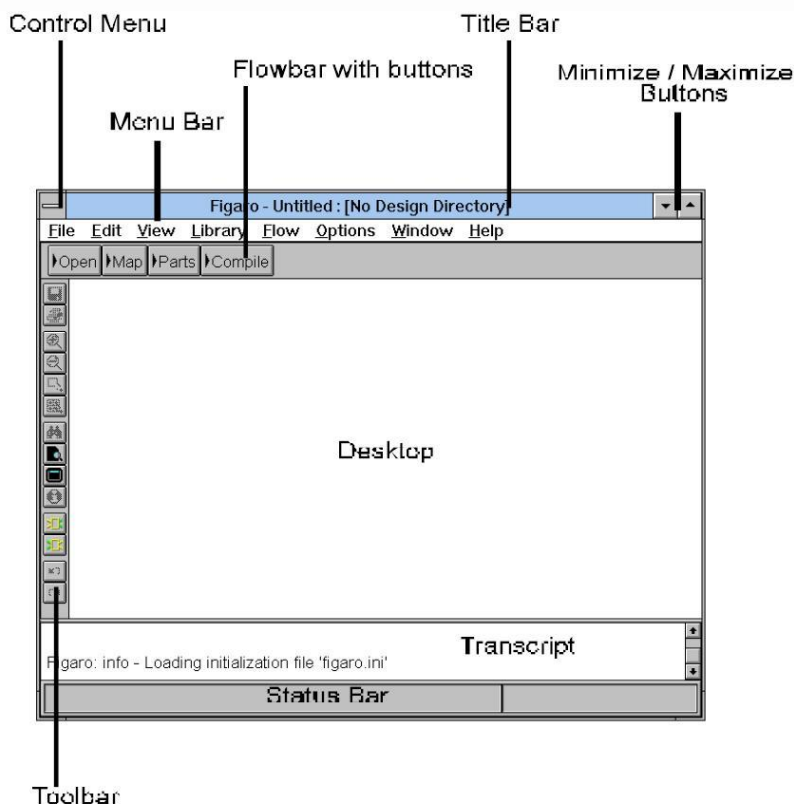 Control Menu
Title Bar
Flowbar with buttons
Minimize / Maximize
Buttons
Menu Bar
Figaro - Untitled : [No Design Directory]
File Edit View Library Flow Options Window Help
Open Map Parts Compile
Desktop
Transcript
Figaro: info - Loading initialization file 'figaro.ini'
Status Bar
Toolbar